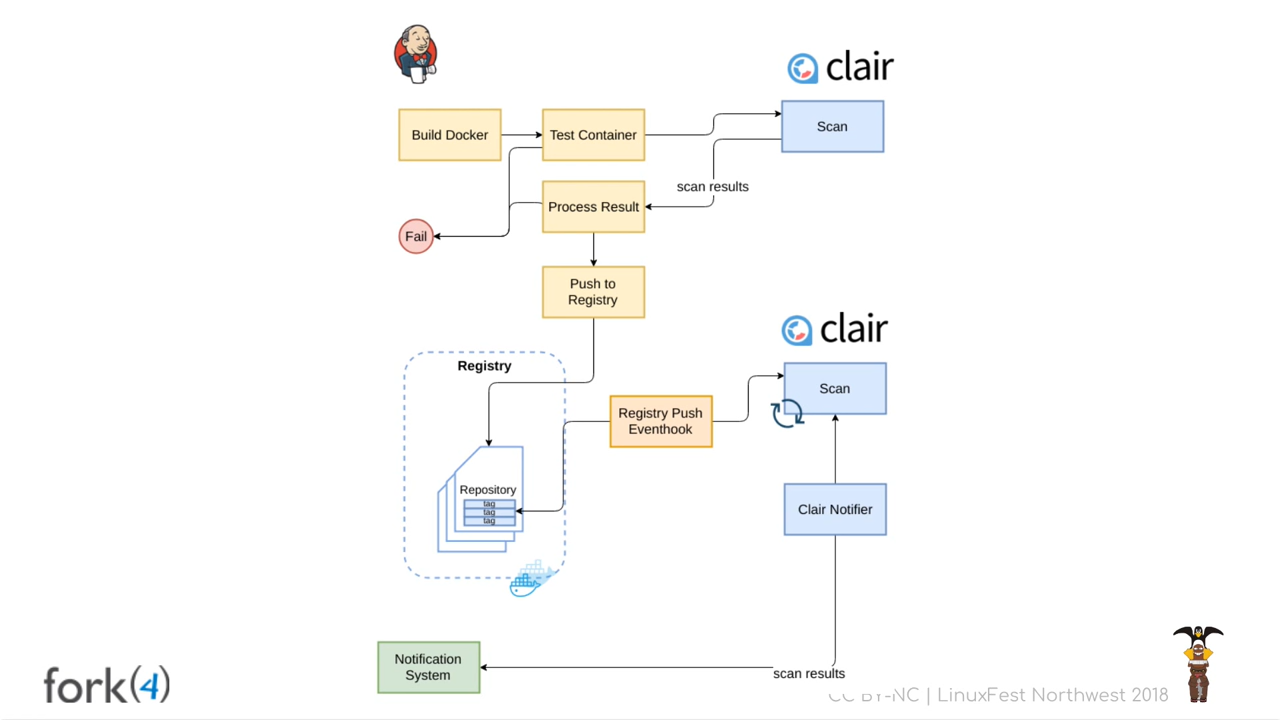 clair
Build Docker
Test Container
Scan
scan results
Process Result
Fail
Push to
Registry
clair
Registry
Scan
Registry Push
Eventhook
Repository
tag
tag
tag
Clair Notifier
Notification
System
scan results
fork(4)
CC BY-NC | LinuxFest Northwest 2018